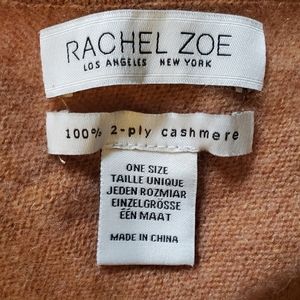 RACHEL ZOE
LOS ANGELES NEW YORK
100% 2-ply cashmere
ONE SIZE
TAILLE UNIQUE
JEDEN ROZMIAR
EINZELGRÖSSE
ÉÉN MAAT
MADE IN CHINA